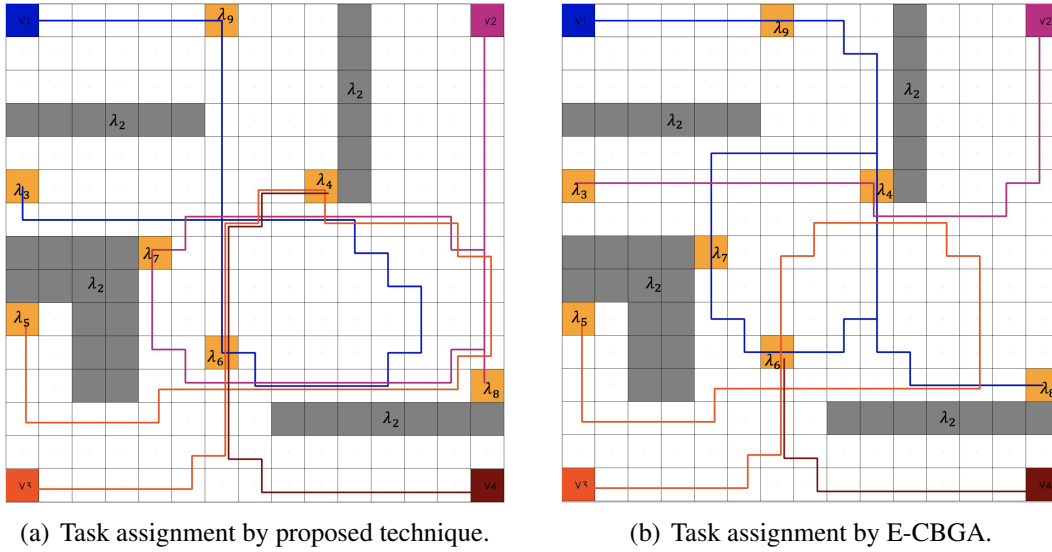 V1 λ9 V2
λ2
λ2
λ3 λ4
λ7
λ2
λ5
λ6
λ8
λ2
V3 V4
(a) Task assignment by proposed technique.
V1 λ9 V2
λ2
λ2
λ3 λ4
λ7
λ2
λ5
λ6
λ8
λ2
V3 V4
(b) Task assignment by E-CBGA.